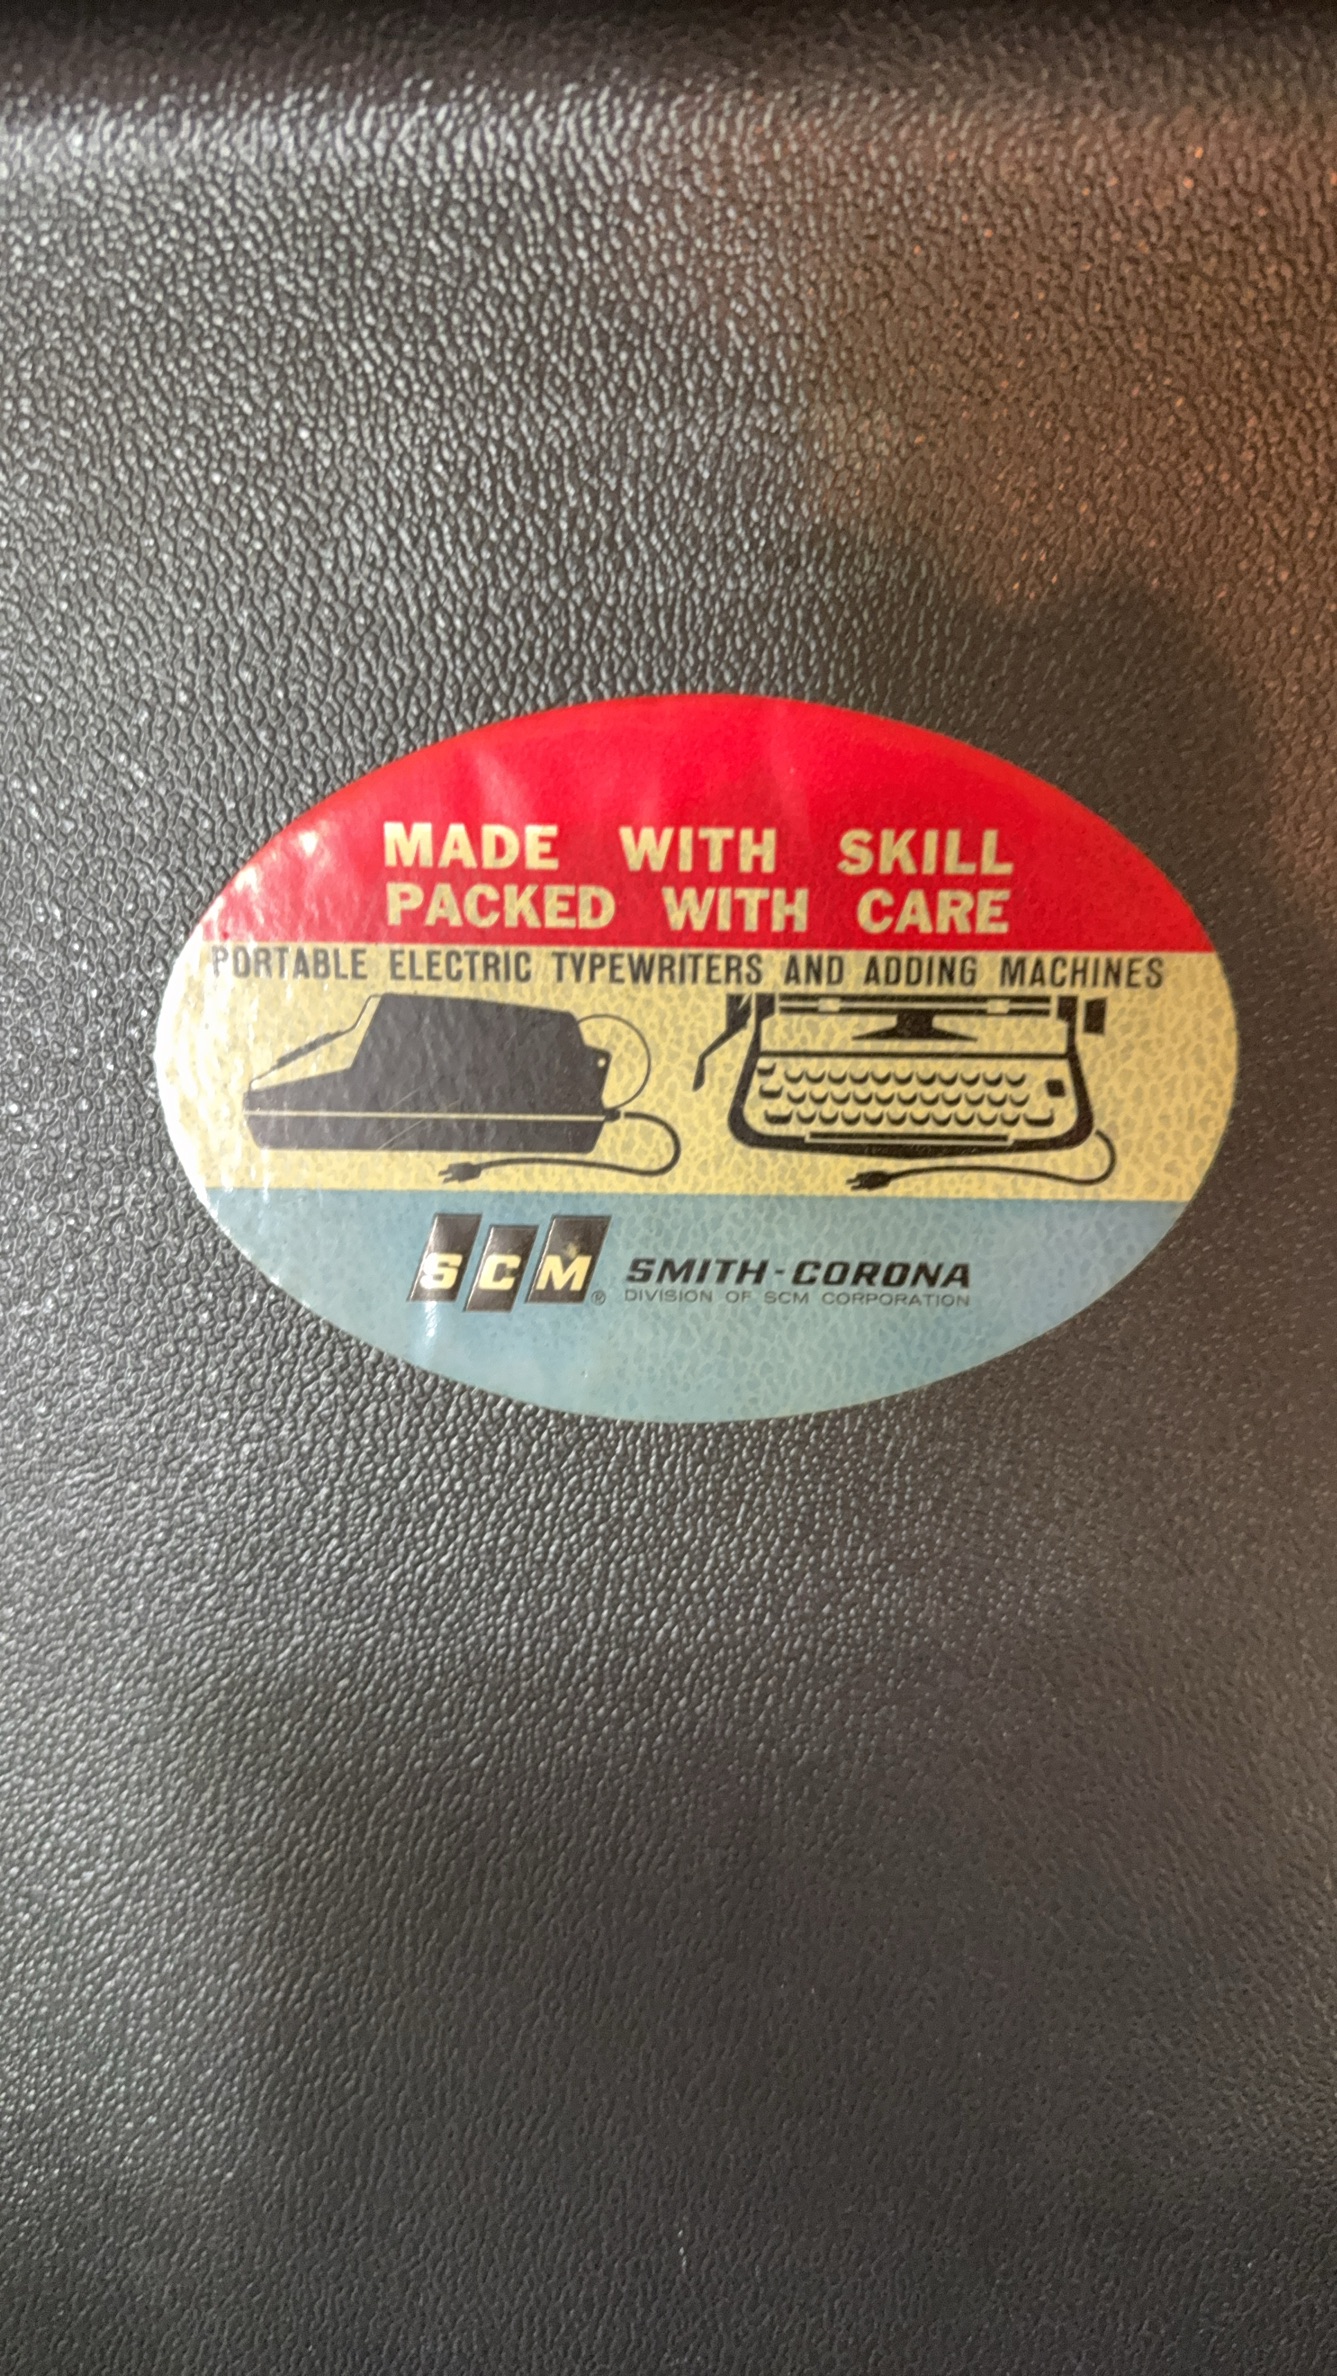 MADE WITH SKILL
PACKED WITH CARE
PORTABLE ELECTRIC TYPEWRITERS AND ADDING MACHINES
SCM® SMITH-CORONA
DIVISION OF SCM CORPORATION